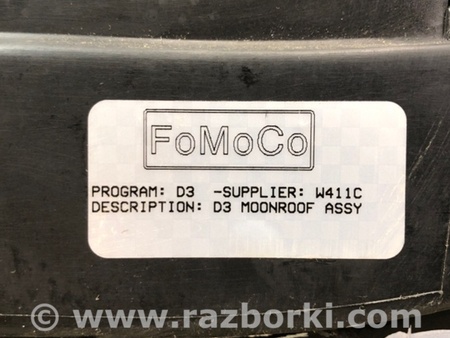 FoMoCo
PROGRAM: D3 -SUPPLIER: W411C
DESCRIPTION: D3 MOONROOF ASSY
© www.razborki.com